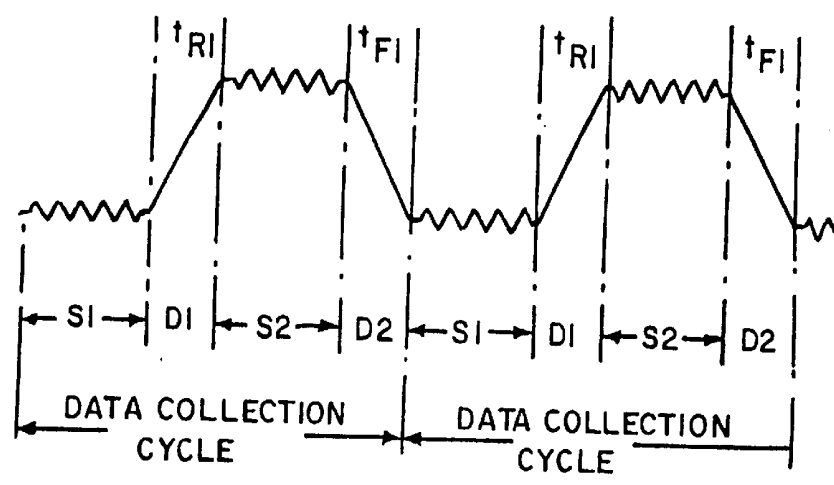 tR1 tF1 tR1 tF1
S1 D1 S2 D2 S1 D1 S2 D2
DATA COLLECTION CYCLE
DATA COLLECTION CYCLE